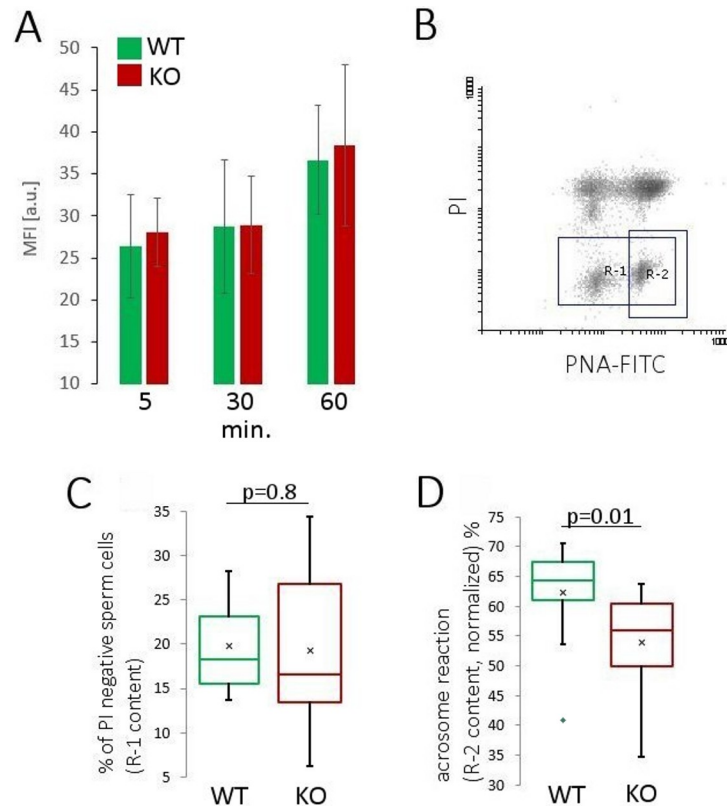 A
WT
KO
50
45
40
35
30
25
20
15
10
MFI [a.u.]
5 30 60
min.
B
PI
R-1
R-2
PNA-FITC
C
p=0.8
35
30
25
20
15
10
5
% of PI negative sperm cells
(R-1 content)
WT KO
D
p=0.01
75
70
65
60
55
50
45
40
35
30
acrosome reaction
(R-2 content, normalized) %
WT KO